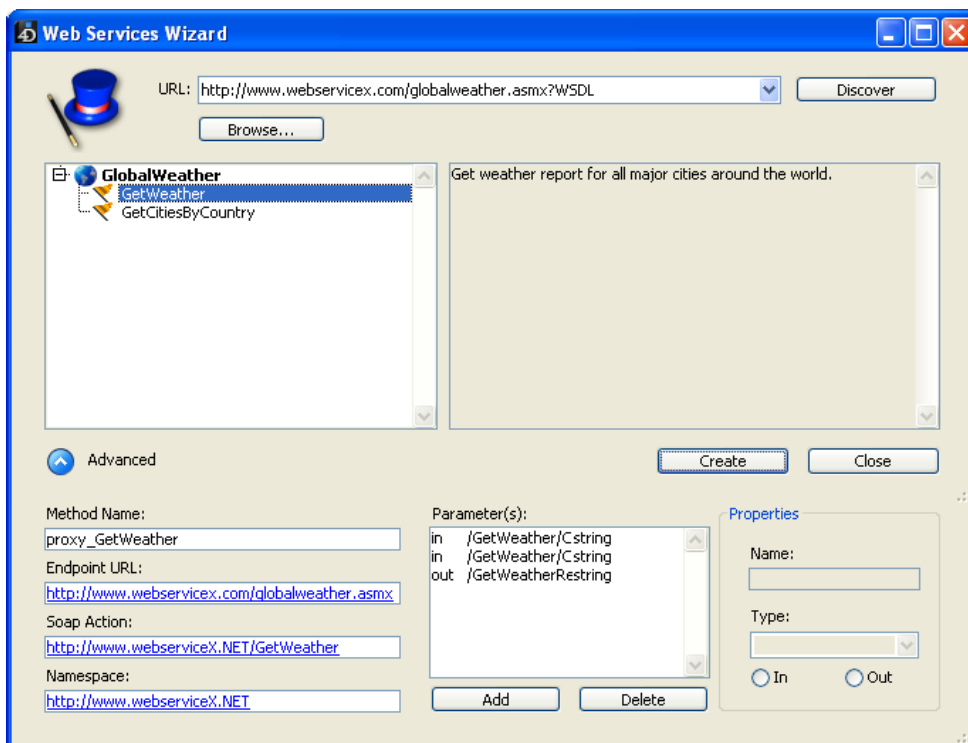 4D Web Services Wizard
URL: http://www.webservicex.com/globalweather.asmx?WSDL Discover
Browse...
GlobalWeather
GetWeather
GetCitiesByCountry
Get weather report for all major cities around the world.
Advanced
Create Close
Method Name:
proxy_GetWeather
Endpoint URL:
http://www.webservicex.com/globalweather.asmx
Soap Action:
http://www.webserviceX.NET/GetWeather
Namespace:
http://www.webserviceX.NET
Parameter(s):
in /GetWeather/Cstring
in /GetWeather/Cstring
out /GetWeatherRestring
Add Delete
Properties
Name:
Type:
In Out